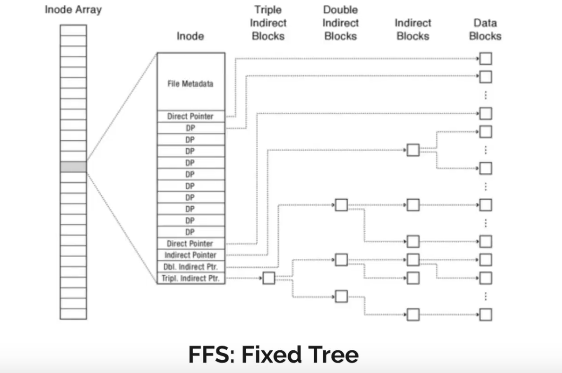 Inode Array
Inode
Triple
Indirect
Blocks
Double
Indirect
Blocks
Indirect
Blocks
Data
Blocks
File Metadata
Direct Pointer
DP
DP
DP
DP
DP
DP
DP
DP
DP
DP
Direct Pointer
Indirect Pointer
Dbl. Indirect Ptr.
Tripl. Indirect Ptr.
FFS: Fixed Tree